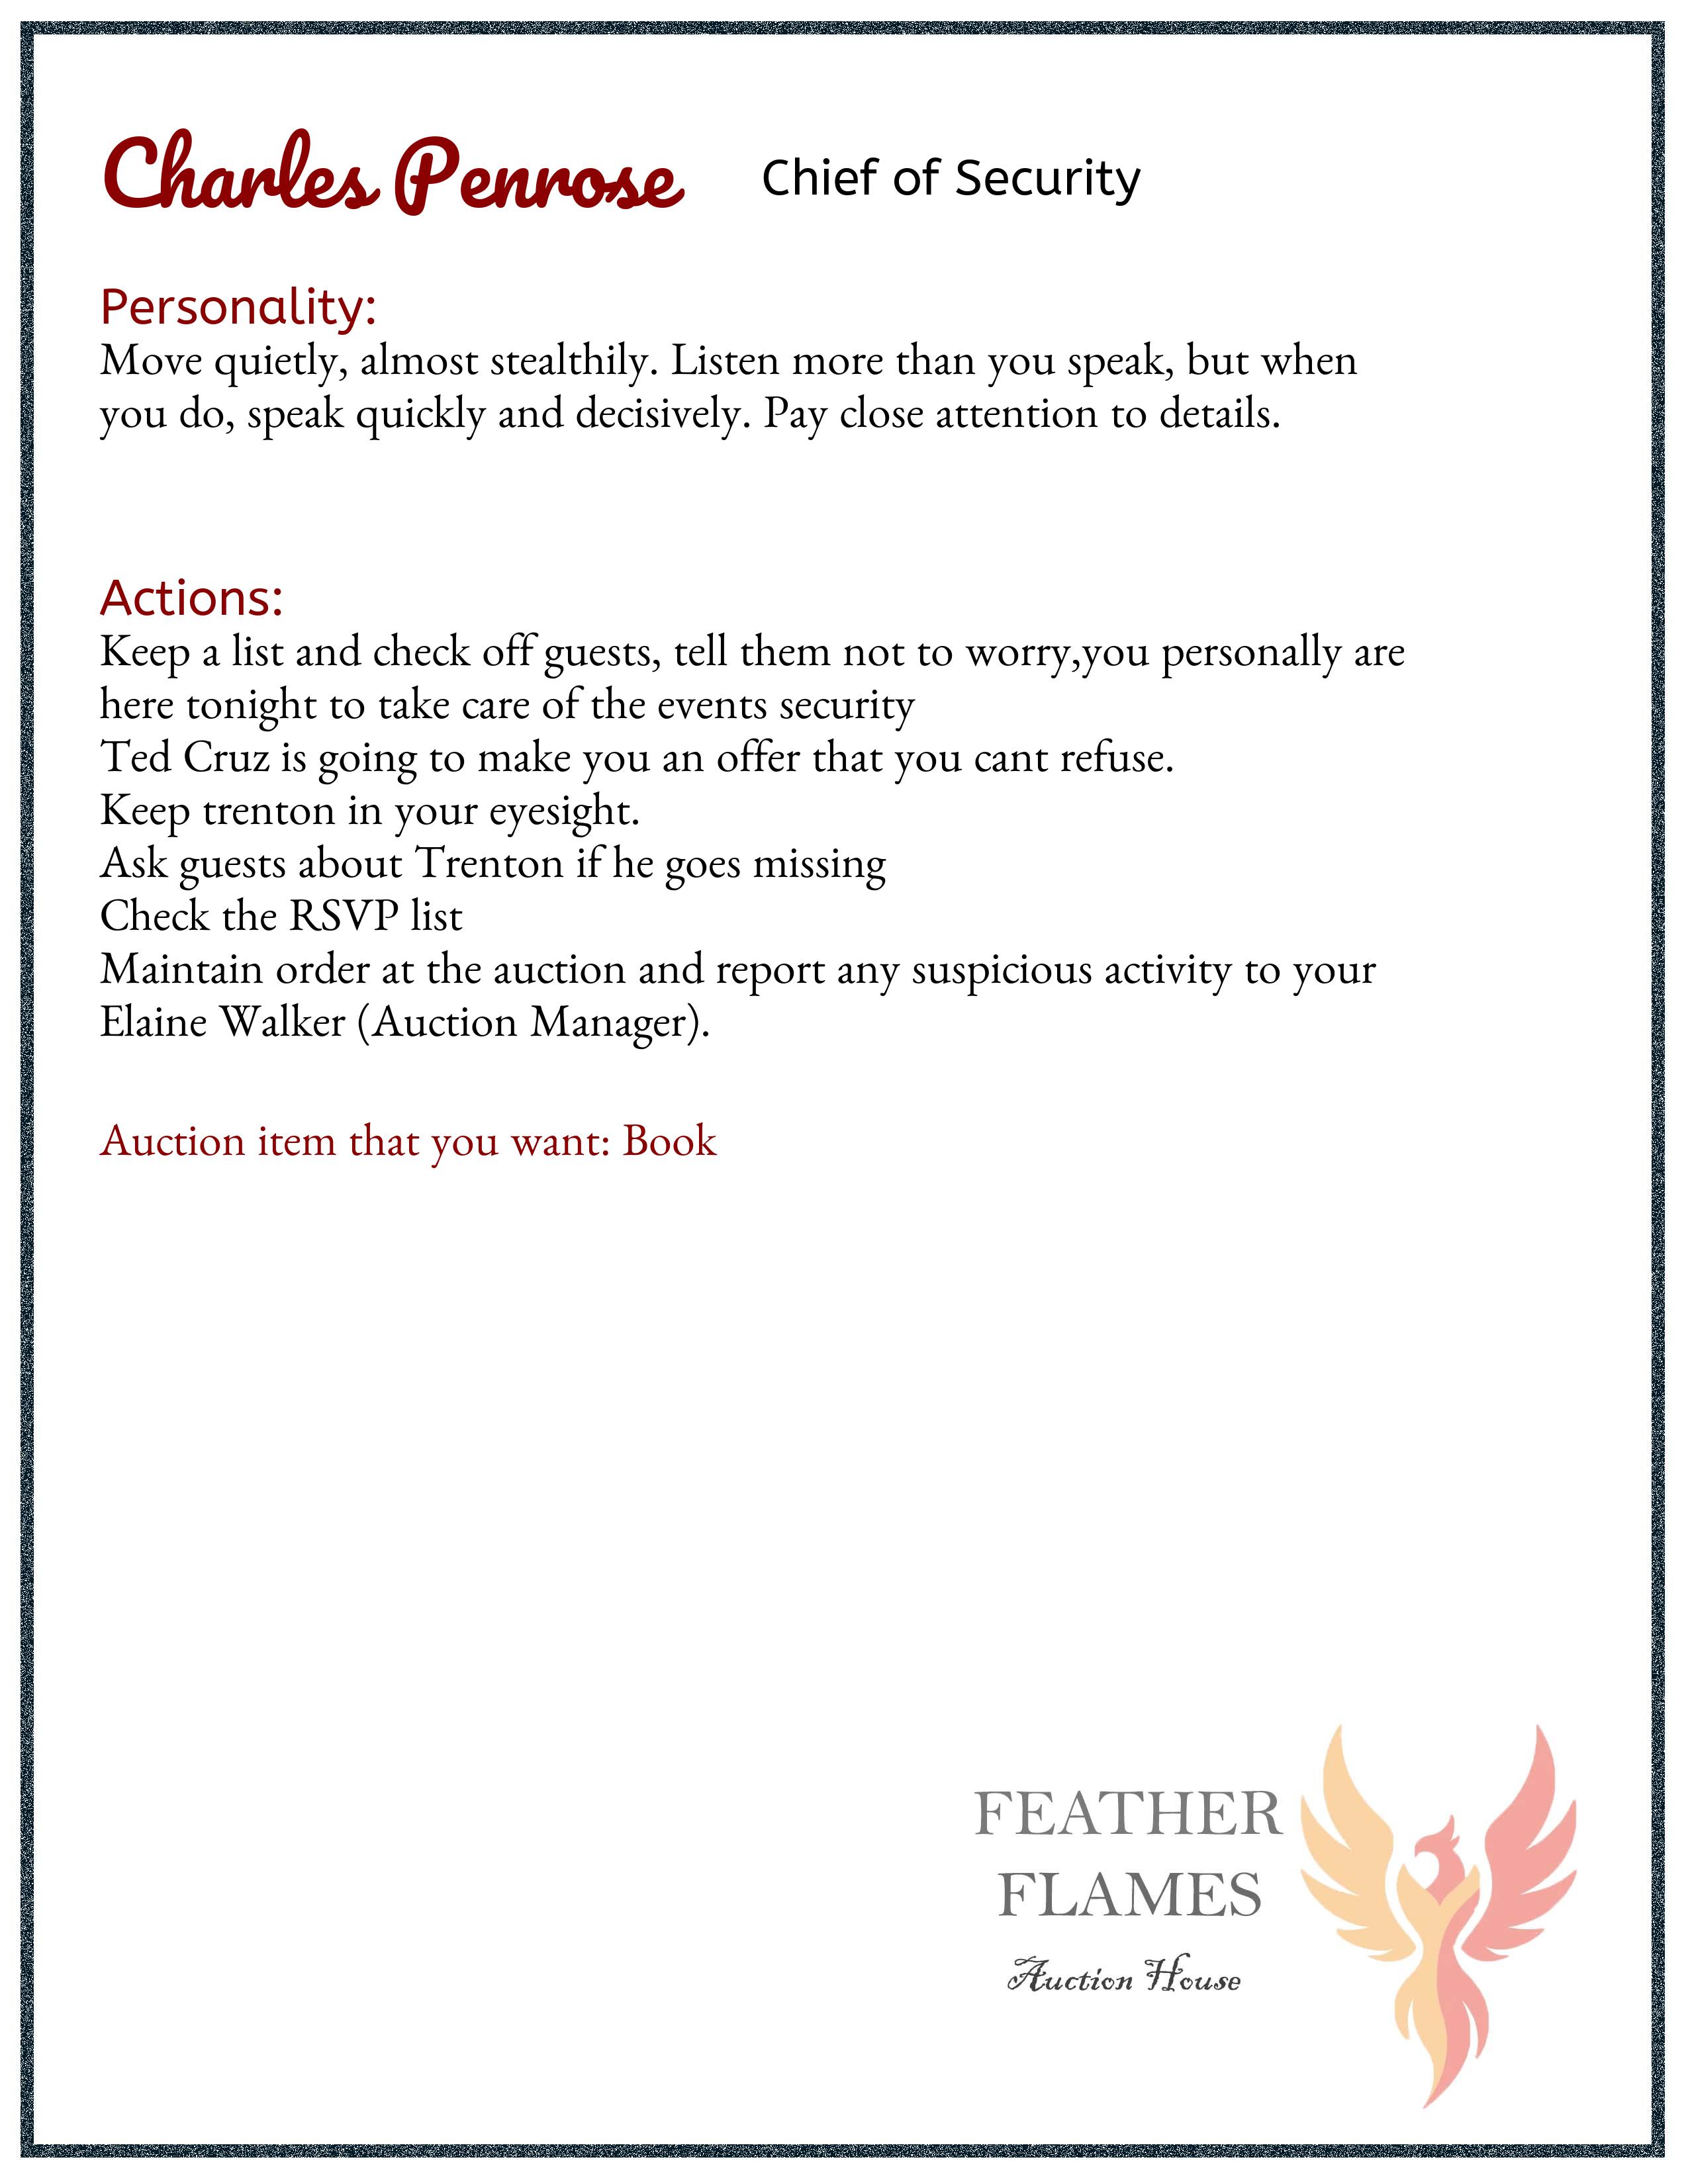 Charles Penrose Chief of Security
Personality:
Move quietly, almost stealthily. Listen more than you speak, but when
you do, speak quickly and decisively. Pay close attention to details.
Actions:
Keep a list and check off guests, tell them not to worry,you personally are
here tonight to take care of the events security
Ted Cruz is going to make you an offer that you cant refuse.
Keep trenton in your eyesight.
Ask guests about Trenton if he goes missing
Check the RSVP list
Maintain order at the auction and report any suspicious activity to your
Elaine Walker (Auction Manager).
Auction item that you want: Book
FEATHER
FLAMES
Auction House